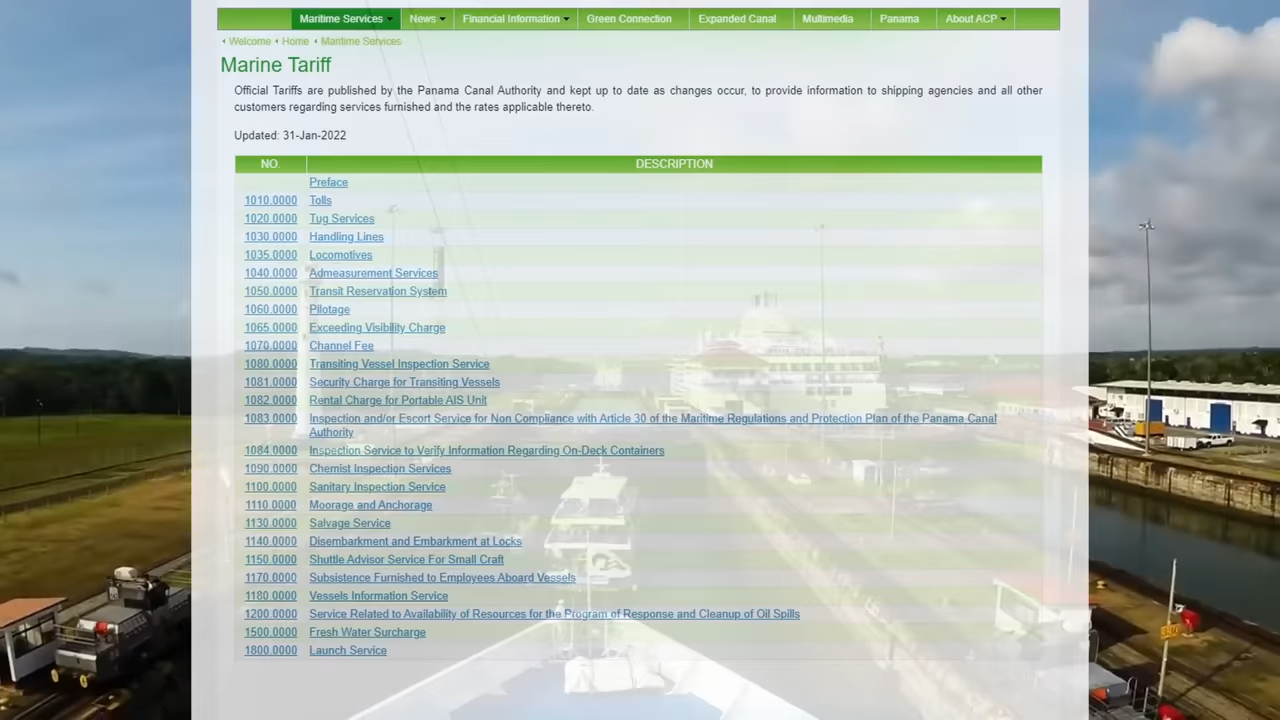 Maritime Services News Financial Information Green Connection Expanded Canal Multimedia Panama About ACP
Welcome Home Maritime Services
Marine Tariff
Official Tariffs are published by the Panama Canal Authority and kept up to date as changes occur, to provide information to shipping agencies and all other
customers regarding services furnished and the rates applicable thereto.
Updated: 31-Jan-2022
NO. DESCRIPTION
Preface
1010.0000 Tolls
1020.0000 Tug Services
1030.0000 Handling Lines
1035.0000 Locomotives
1040.0000 Admeasurement Services
1050.0000 Transit Reservation System
1060.0000 Pilotage
1065.0000 Exceeding Visibility Charge
1070.0000 Channel Fee
1080.0000 Transiting Vessel Inspection Service
1081.0000 Security Charge for Transiting Vessels
1082.0000 Rental Charge for Portable AIS Unit
1083.0000 Inspection and/or Escort Service for Non Compliance with Article 30 of the Maritime Regulations and Protection Plan of the Panama Canal
Authority
1084.0000 Inspection Service to Verify Information Regarding On-Deck Containers
1090.0000 Chemist Inspection Services
1100.0000 Sanitary Inspection Service
1110.0000 Moorage and Anchorage
1130.0000 Salvage Service
1140.0000 Disembarkment and Embarkment at Locks
1150.0000 Shuttle Advisor Service For Small Craft
1170.0000 Subsistence Furnished to Employees Aboard Vessels
1180.0000 Vessels Information Service
1200.0000 Service Related to Availability of Resources for the Program of Response and Cleanup of Oil Spills
1500.0000 Fresh Water Surcharge
1800.0000 Launch Service